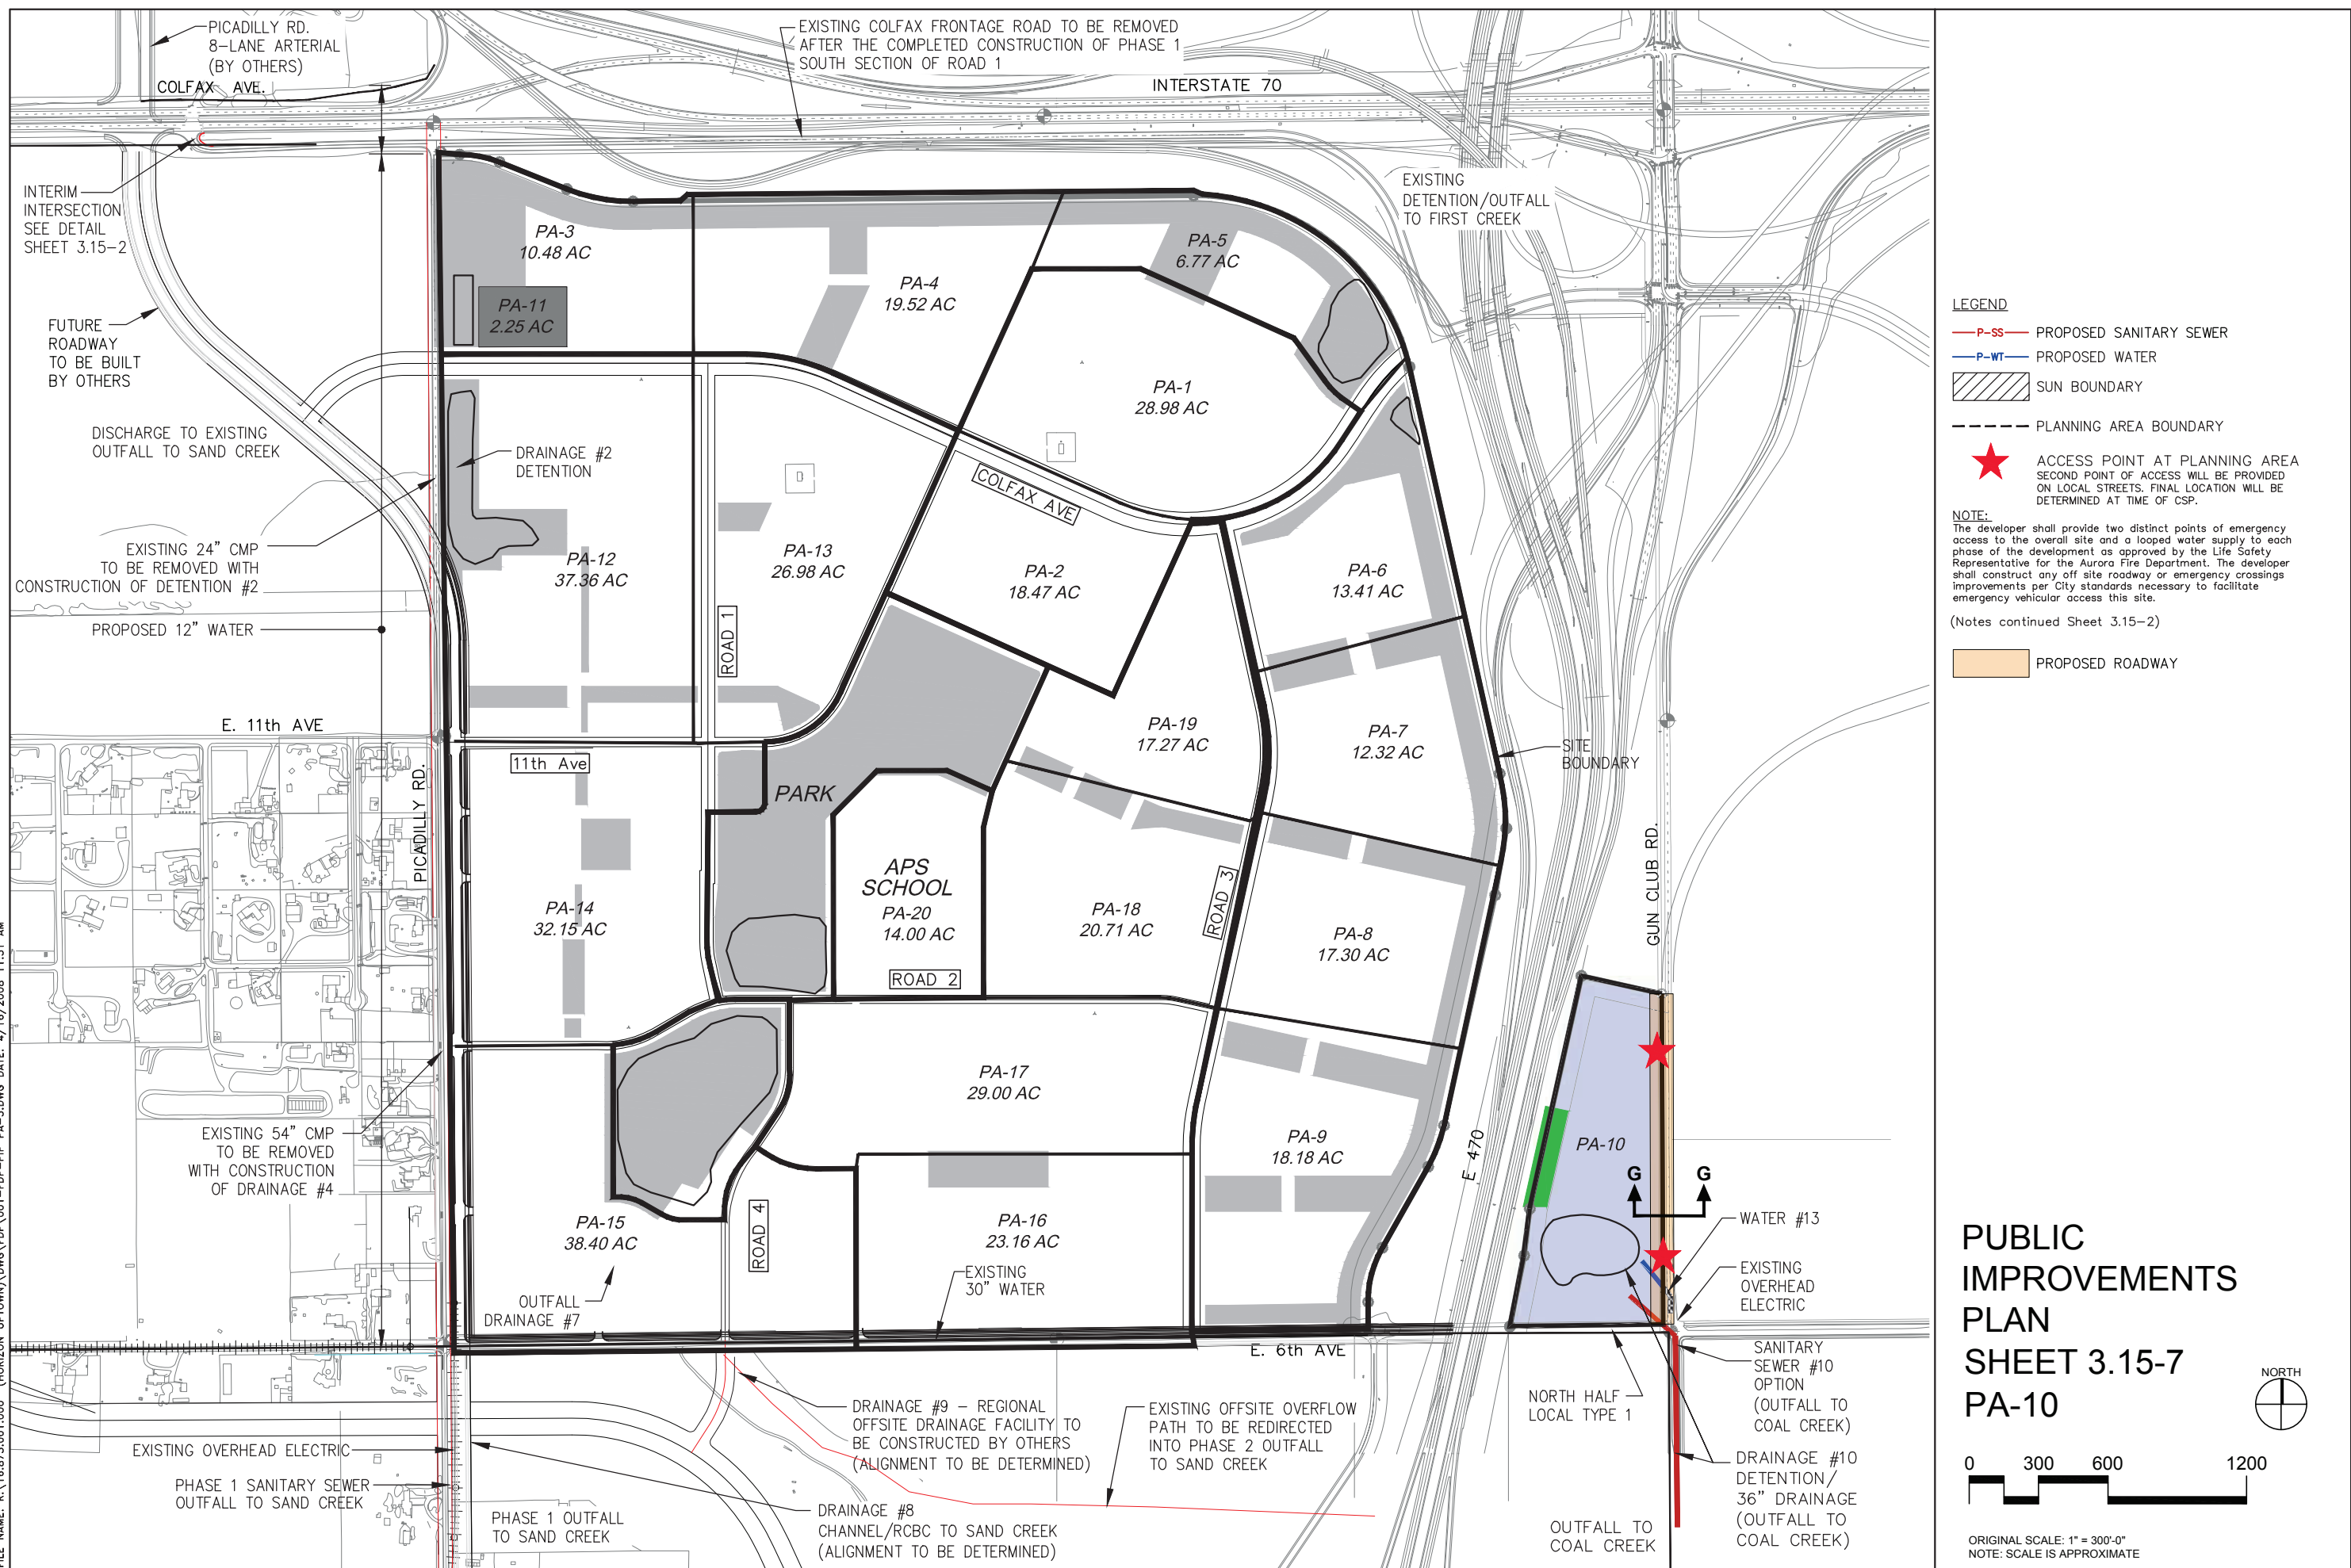 PICADILLY RD.
8-LANE ARTERIAL
(BY OTHERS)
COLFAX AVE.
EXISTING COLFAX FRONTAGE ROAD TO BE REMOVED
AFTER THE COMPLETED CONSTRUCTION OF PHASE 1
SOUTH SECTION OF ROAD 1
INTERSTATE 70
INTERIM
INTERSECTION
SEE DETAIL
SHEET 3.15-2
EXISTING
DETENTION/OUTFALL
TO FIRST CREEK
PA-3
10.48 AC
PA-4
19.52 AC
PA-5
6.77 AC
PA-11
2.25 AC
FUTURE
ROADWAY
TO BE BUILT
BY OTHERS
PA-1
28.98 AC
DISCHARGE TO EXISTING
OUTFALL TO SAND CREEK
DRAINAGE #2
DETENTION
COLFAX AVE
EXISTING 24" CMP
TO BE REMOVED WITH
CONSTRUCTION OF DETENTION #2
PA-12
37.36 AC
PA-13
26.98 AC
PA-2
18.47 AC
PA-6
13.41 AC
PROPOSED 12" WATER
ROAD 1
E. 11th AVE
11th Ave
PICADILLY RD.
PARK
PA-19
17.27 AC
PA-7
12.32 AC
SITE
BOUNDARY
GUN CLUB RD.
APS
SCHOOL
PA-20
14.00 AC
PA-14
32.15 AC
PA-18
20.71 AC
ROAD 3
PA-8
17.30 AC
ROAD 2
PA-17
29.00 AC
EXISTING 54" CMP
TO BE REMOVED
WITH CONSTRUCTION
OF DRAINAGE #4
PA-9
18.18 AC
E 470
PA-10
G G
PA-15
38.40 AC
ROAD 4
PA-16
23.16 AC
EXISTING
30" WATER
OUTFALL
DRAINAGE #7
WATER #13
EXISTING
OVERHEAD
ELECTRIC
E. 6th AVE
SANITARY
SEWER #10
OPTION
(OUTFALL TO
COAL CREEK)
NORTH HALF
LOCAL TYPE 1
DRAINAGE #9 - REGIONAL
OFFSITE DRAINAGE FACILITY TO
BE CONSTRUCTED BY OTHERS
(ALIGNMENT TO BE DETERMINED)
EXISTING OFFSITE OVERFLOW
PATH TO BE REDIRECTED
INTO PHASE 2 OUTFALL
TO SAND CREEK
EXISTING OVERHEAD ELECTRIC
PHASE 1 SANITARY SEWER
OUTFALL TO SAND CREEK
PHASE 1 OUTFALL
TO SAND CREEK
DRAINAGE #8
CHANNEL/RCBC TO SAND CREEK
(ALIGNMENT TO BE DETERMINED)
OUTFALL TO
COAL CREEK
DRAINAGE #10
DETENTION/
36" DRAINAGE
(OUTFALL TO
COAL CREEK)
LEGEND
P-SS PROPOSED SANITARY SEWER
P-WT PROPOSED WATER
SUN BOUNDARY
PLANNING AREA BOUNDARY
ACCESS POINT AT PLANNING AREA
SECOND POINT OF ACCESS WILL BE PROVIDED
ON LOCAL STREETS. FINAL LOCATION WILL BE
DETERMINED AT TIME OF CSP.
NOTE:
The developer shall provide two distinct points of emergency
access to the overall site and a looped water supply to each
phase of the development as approved by the Life Safety
Representative for the Aurora Fire Department. The developer
shall construct any off site roadway or emergency crossings
improvements per City standards necessary to facilitate
emergency vehicular access this site.
(Notes continued Sheet 3.15-2)
PROPOSED ROADWAY
PUBLIC
IMPROVEMENTS
PLAN
SHEET 3.15-7
PA-10
NORTH
0 300 600 1200
ORIGINAL SCALE: 1" = 300'-0"
NOTE: SCALE IS APPROXIMATE